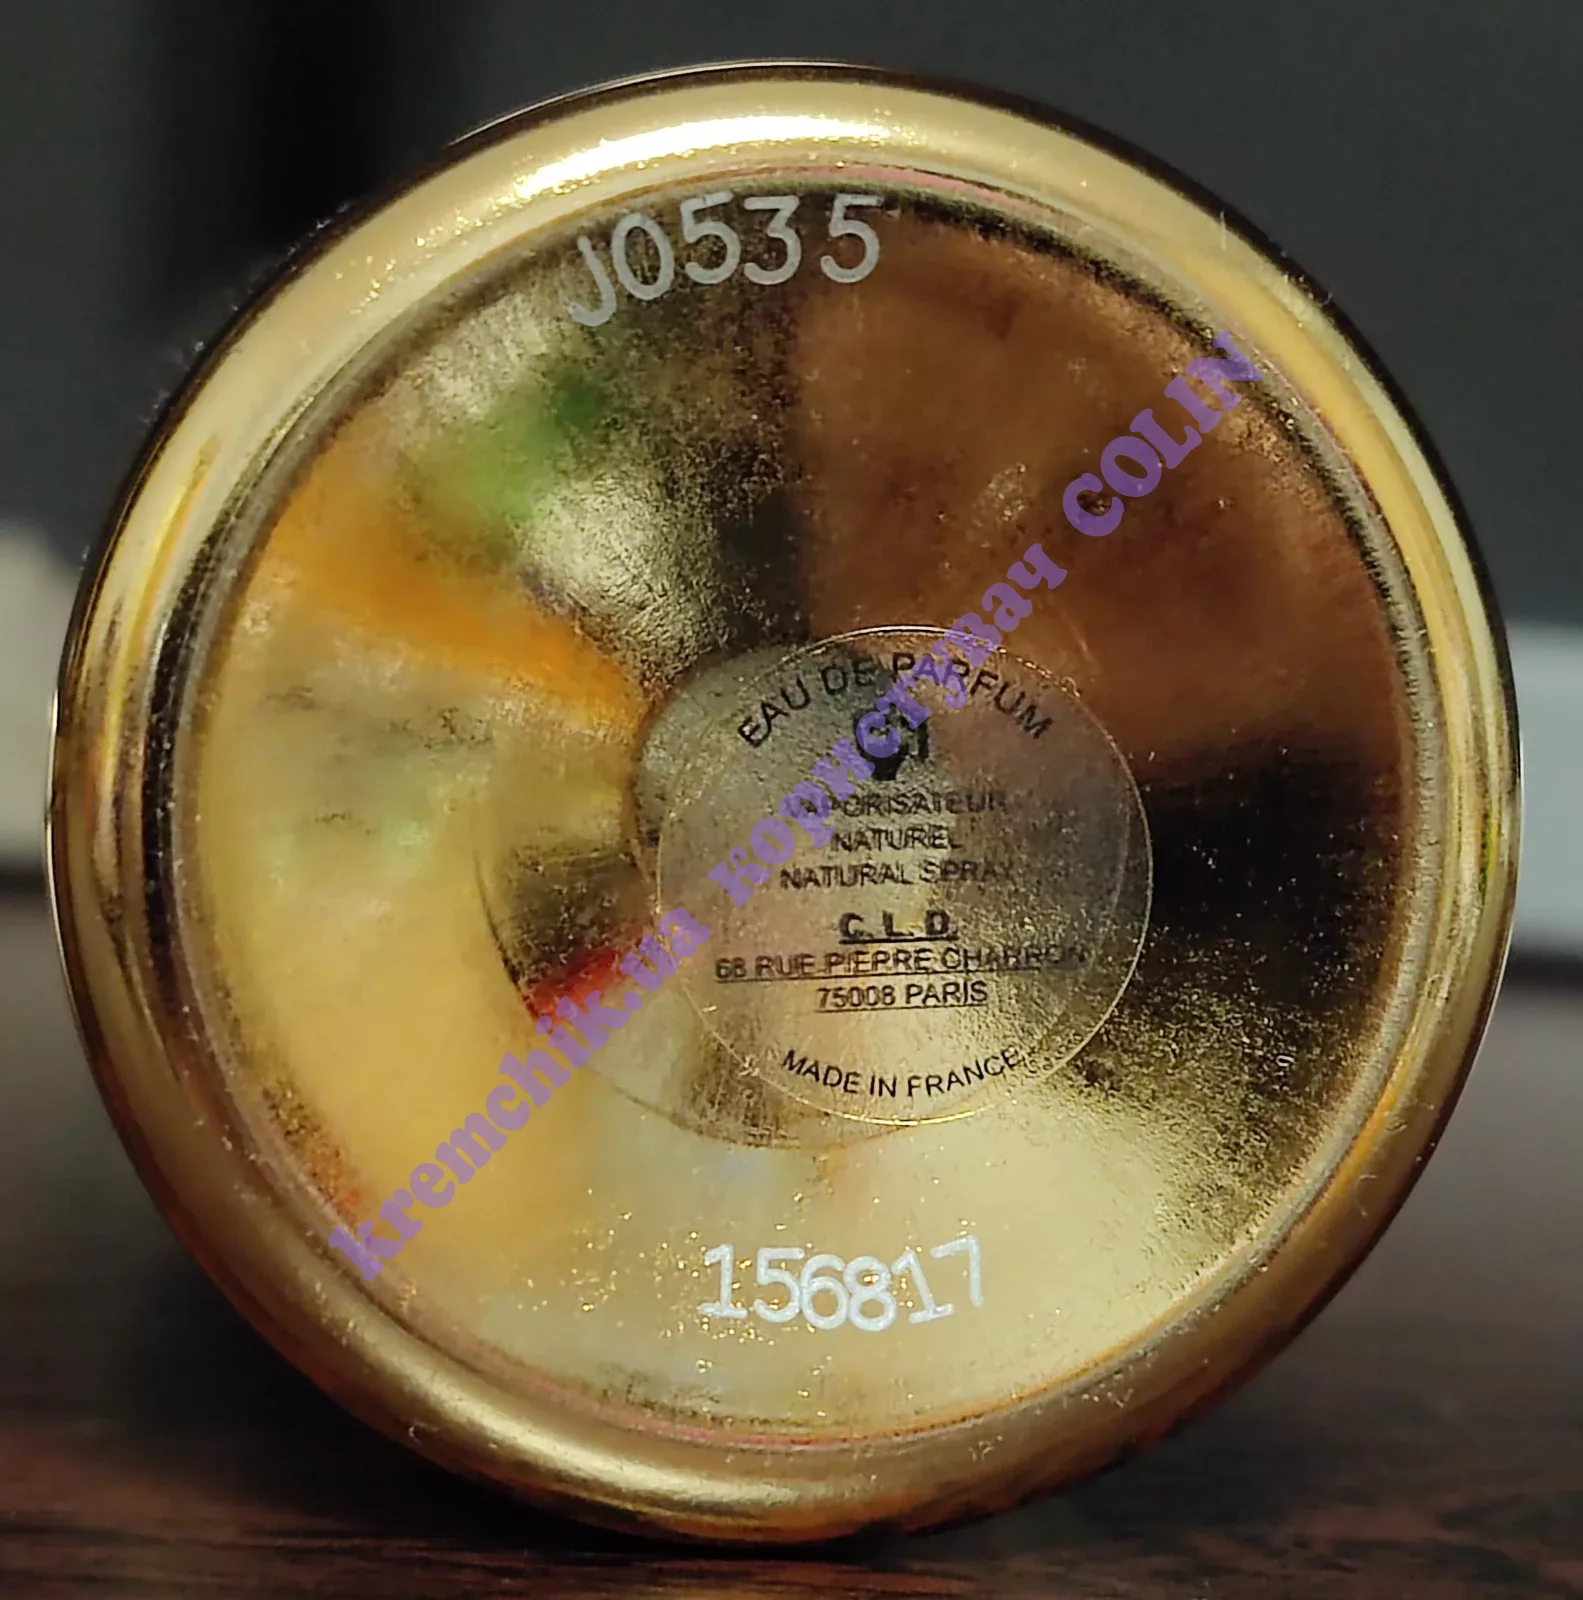 J0535
EAU DE PARFUM
VAPORISATEUR
NATUREL
NATURAL SPRAY
C. L. D.
68 RUE PIERRE CHARRON
75008 PARIS
MADE IN FRANCE
156817
kremchik.ua користувач COLIN